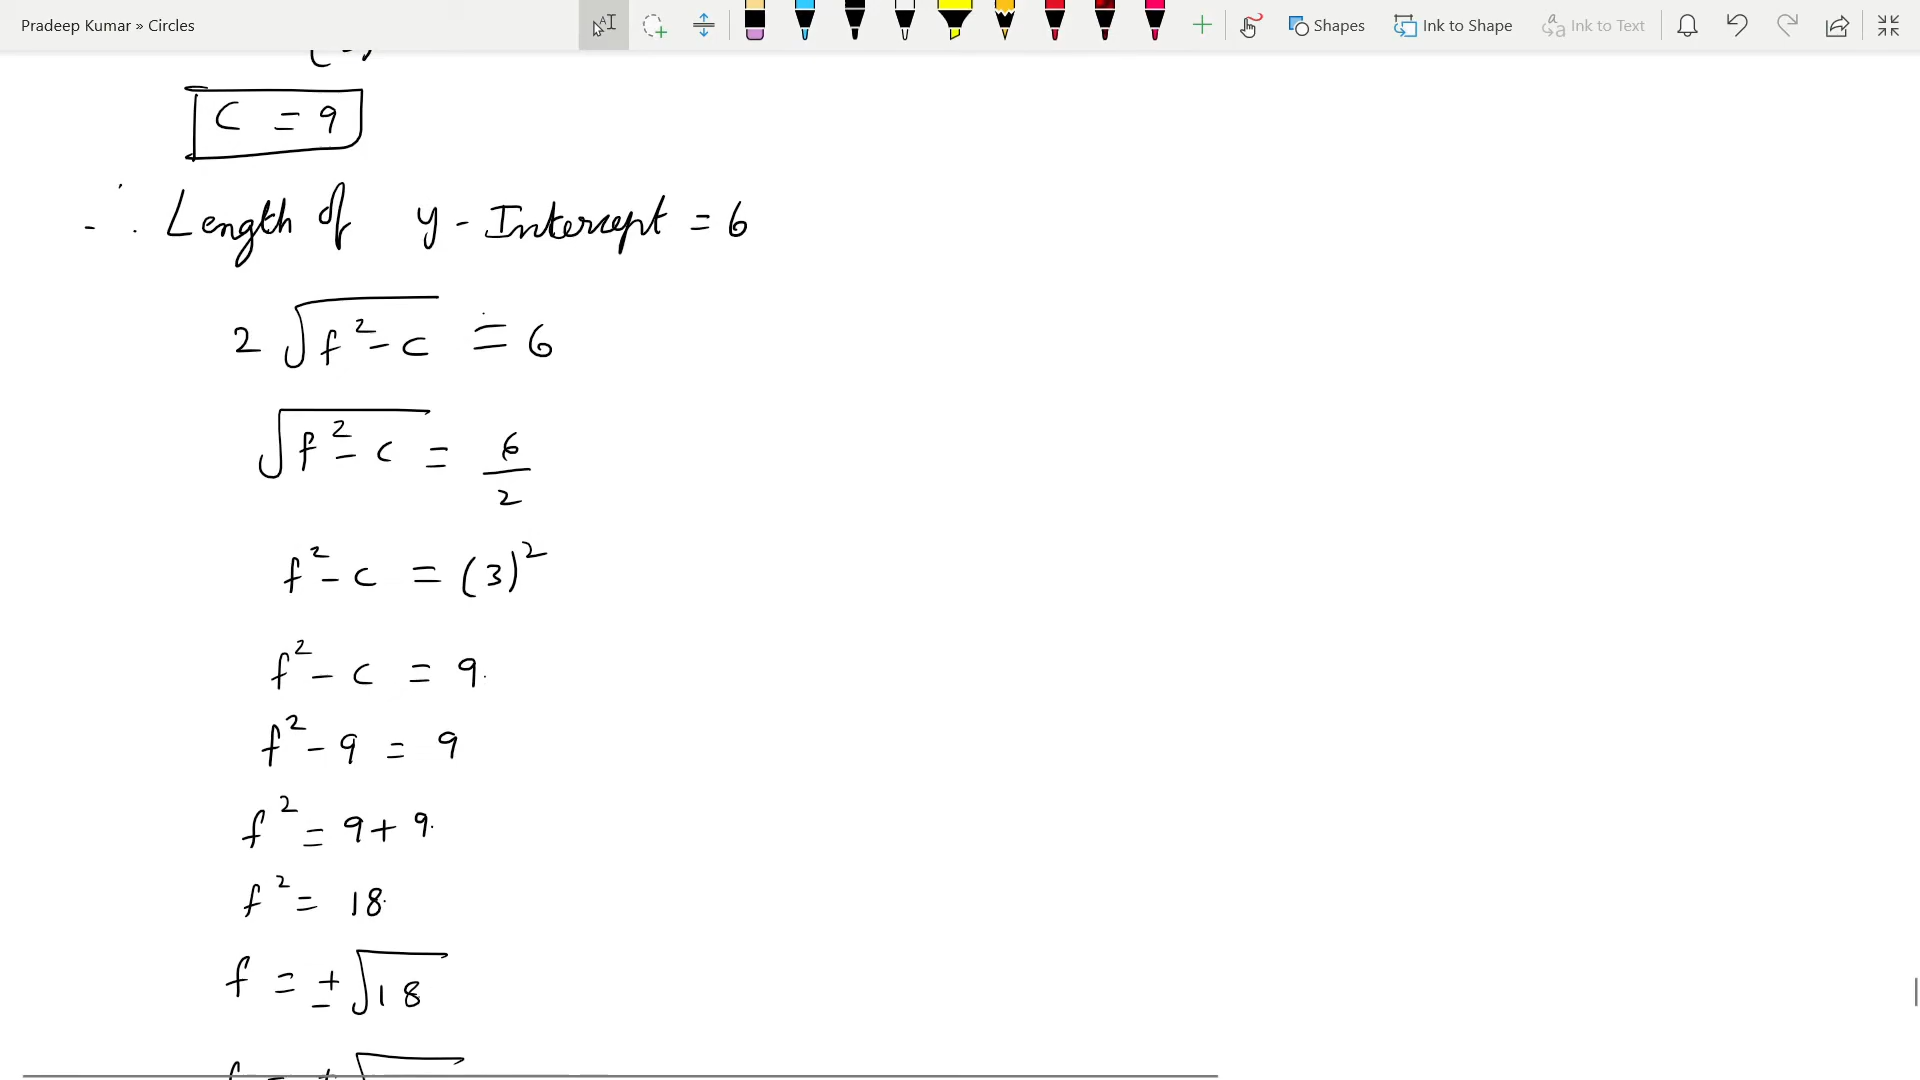 Pradeep Kumar » Circles
Shapes
Ink to Shape
Ink to Text
C = 9
∴ Length of y - Intercept = 6
2 √(f² - c) = 6
√(f² - c) = 6/2
f² - c = (3)²
f² - c = 9.
f² - 9 = 9
f² = 9 + 9.
f² = 18.
f = ± √18